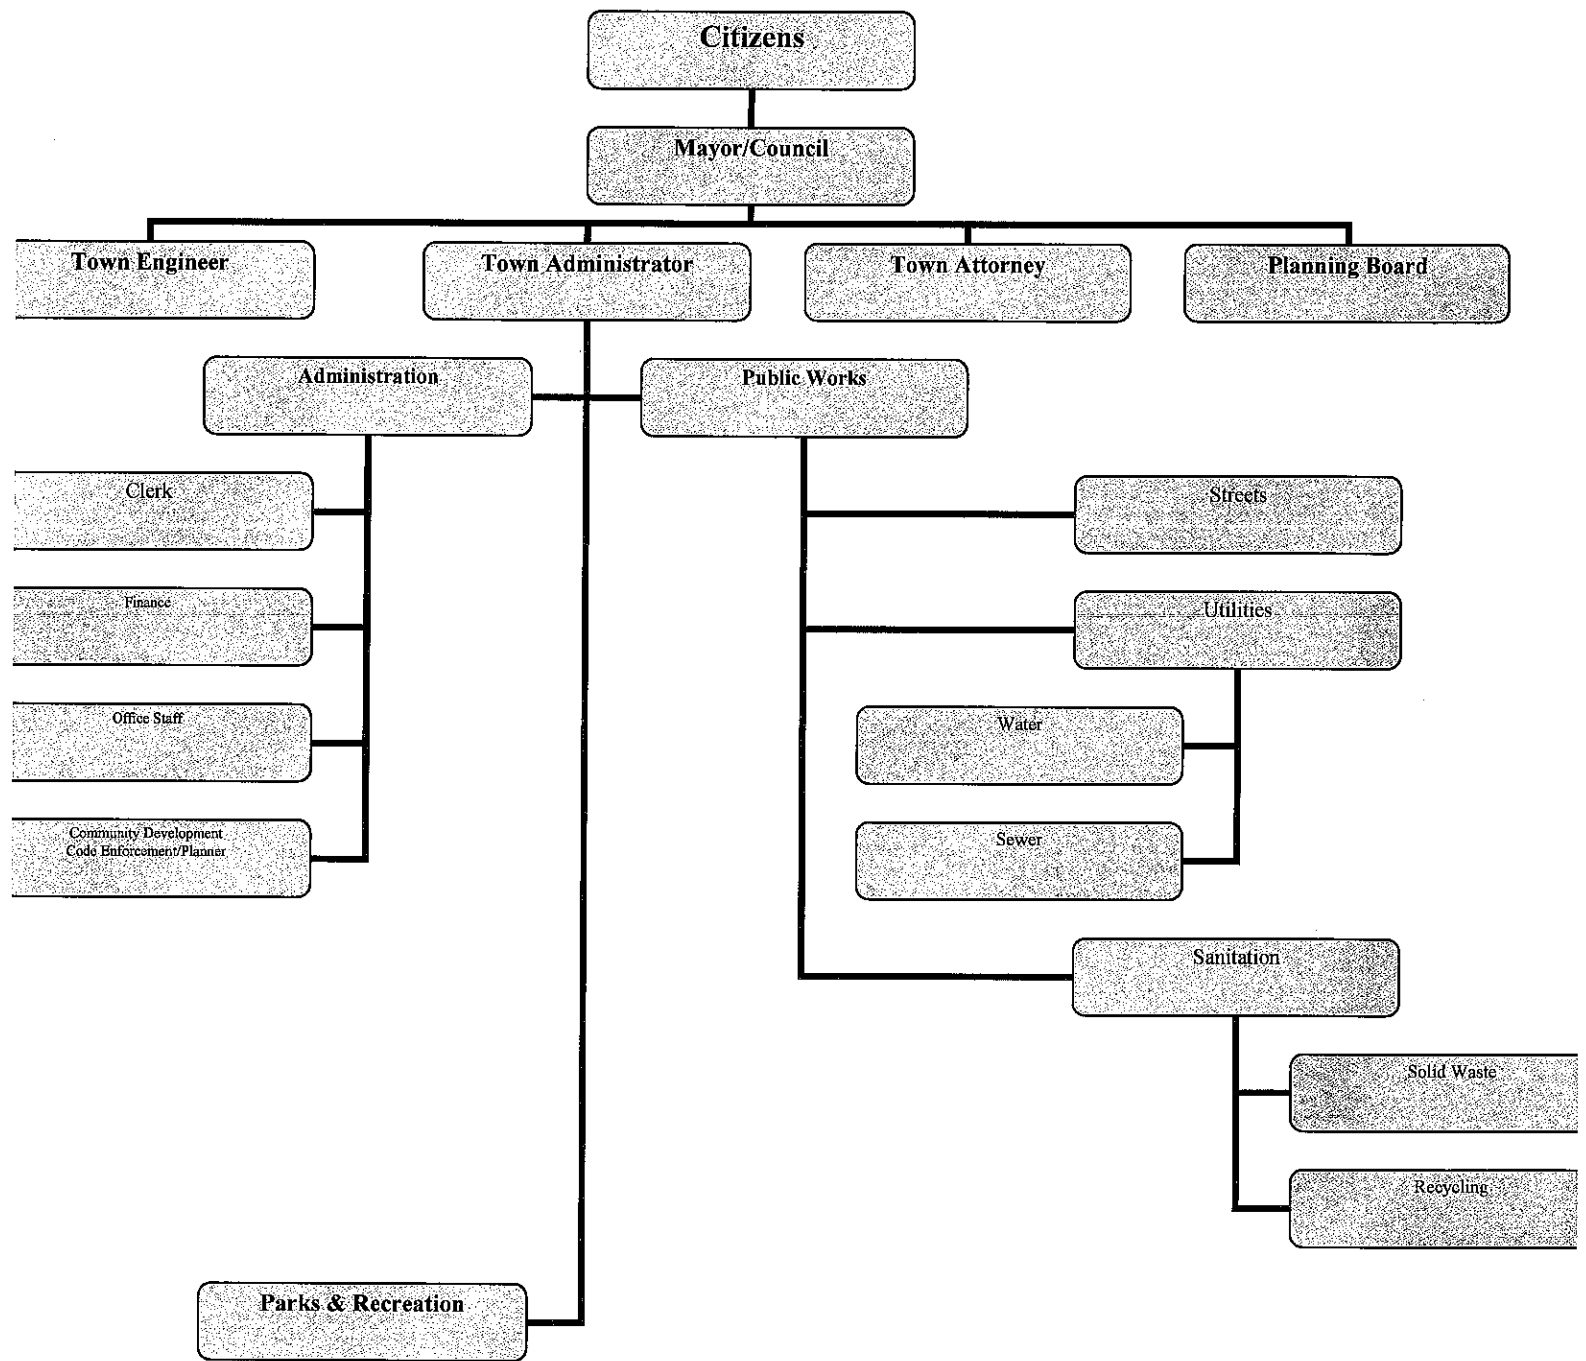 Citizens
Mayor/Council
Town Engineer
Town Administrator
Town Attorney
Planning Board
Administration
Public Works
Clerk
Streets
Finance
Utilities
Office Staff
Water
Community Development
Code Enforcement/Planner
Sewer
Sanitation
Solid Waste
Recycling
Parks & Recreation